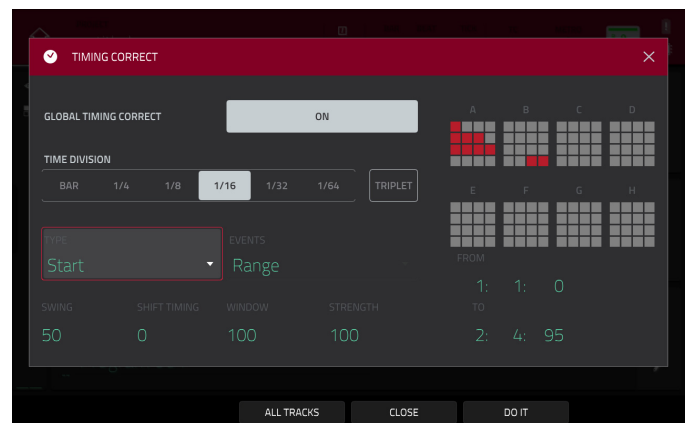 TIMING CORRECT
GLOBAL TIMING CORRECT ON
A B C D
TIME DIVISION
BAR 1/4 1/8 1/16 1/32 1/64 TRIPLET
E F G H
TYPE EVENTS
Start Range
FROM
1: 1: 0
SWING SHIFT TIMING WINDOW STRENGTH TO
50 0 100 100 2: 4: 95
ALL TRACKS CLOSE DO IT